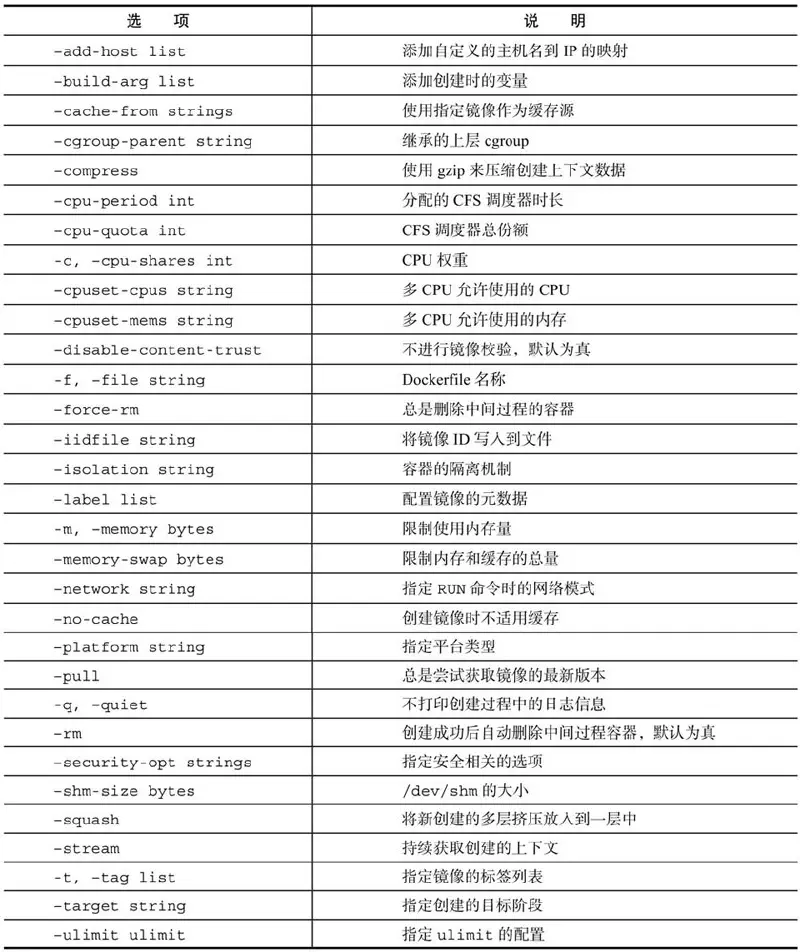 选 项 说 明
–add-host list 添加自定义的主机名到 IP 的映射
–build-arg list 添加创建时的变量
–cache-from strings 使用指定镜像作为缓存源
–cgroup-parent string 继承的上层 cgroup
–compress 使用 gzip 来压缩创建上下文数据
–cpu-period int 分配的 CFS 调度器时长
–cpu-quota int CFS 调度器总份额
-c, –cpu-shares int CPU 权重
–cpuset-cpus string 多 CPU 允许使用的 CPU
–cpuset-mems string 多 CPU 允许使用的内存
–disable-content-trust 不进行镜像校验，默认为真
-f, –file string Dockerfile 名称
–force-rm 总是删除中间过程的容器
–iidfile string 将镜像 ID 写入到文件
–isolation string 容器的隔离机制
–label list 配置镜像的元数据
-m, –memory bytes 限制使用内存量
–memory-swap bytes 限制内存和缓存的总量
–network string 指定 RUN 命令时的网络模式
–no-cache 创建镜像时不适用缓存
–platform string 指定平台类型
–pull 总是尝试获取镜像的最新版本
-q, –quiet 不打印创建过程中的日志信息
–rm 创建成功后自动删除中间过程容器，默认为真
–security-opt strings 指定安全相关的选项
–shm-size bytes /dev/shm 的大小
–squash 将新创建的多层挤压放入到一层中
–stream 持续获取创建的上下文
-t, –tag list 指定镜像的标签列表
–target string 指定创建的目标阶段
–ulimit ulimit 指定 ulimit 的配置